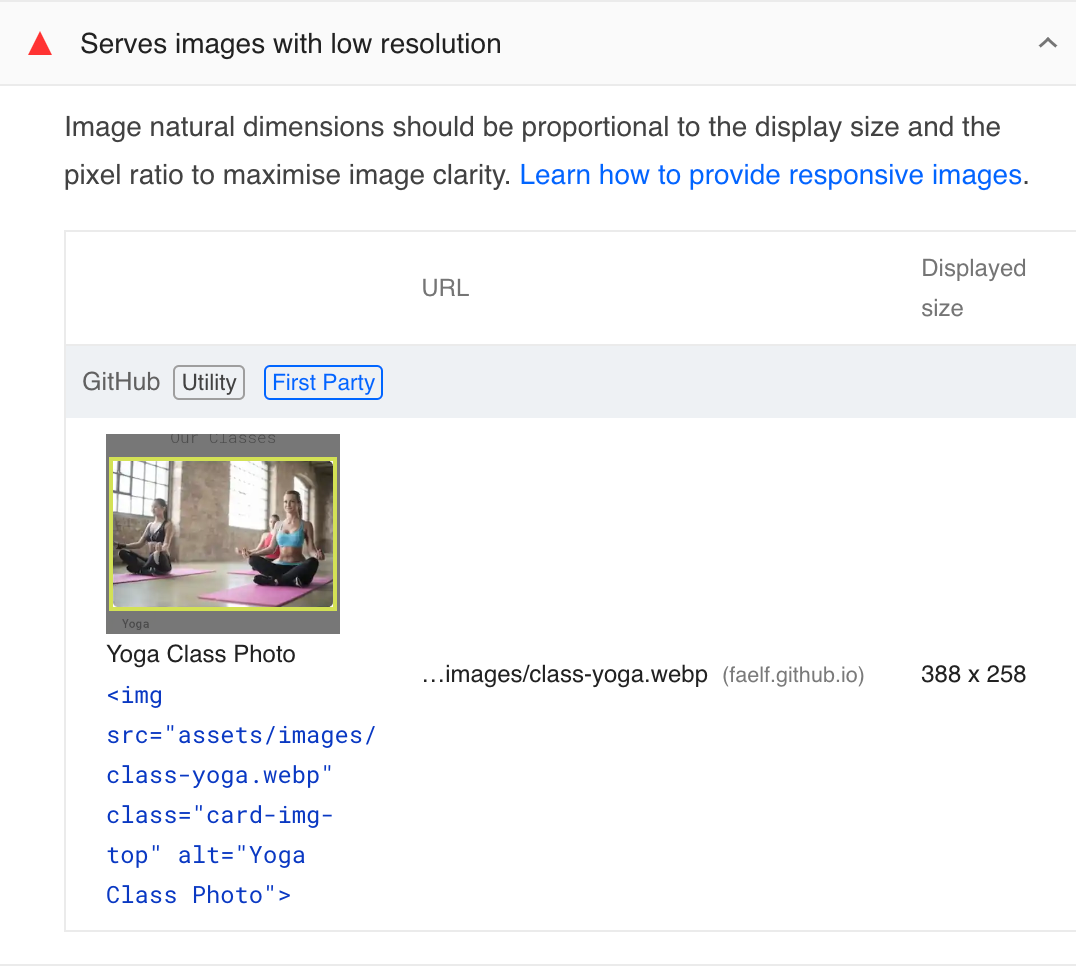 Serves images with low resolution
Image natural dimensions should be proportional to the display size and the
pixel ratio to maximise image clarity. Learn how to provide responsive images.
URL
Displayed
size
GitHub Utility First Party
Our Classes
Yoga
Yoga Class Photo
<img
src="assets/images/
class-yoga.webp"
class="card-img-
top" alt="Yoga
Class Photo">
…images/class-yoga.webp (faelf.github.io)
388 x 258